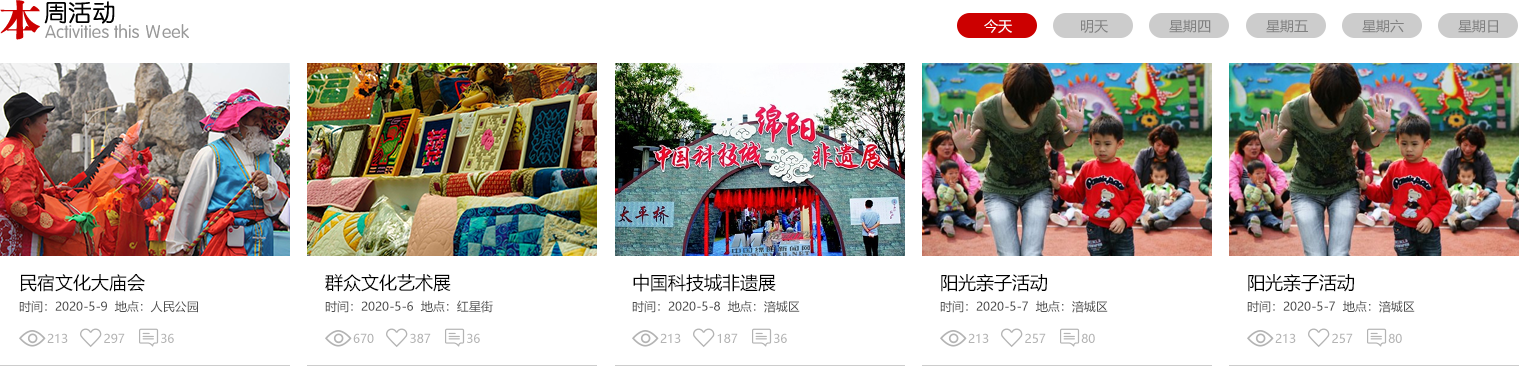 本周活动
Activities this Week
今天 明天 星期四 星期五 星期六 星期日
绵阳
中国科技城 非遗展
太平桥
民宿文化大庙会
时间：2020-5-9 地点：人民公园
213 297 36
群众文化艺术展
时间：2020-5-6 地点：红星街
670 387 36
中国科技城非遗展
时间：2020-5-8 地点：涪城区
213 187 36
阳光亲子活动
时间：2020-5-7 地点：涪城区
213 257 80
阳光亲子活动
时间：2020-5-7 地点：涪城区
213 257 80